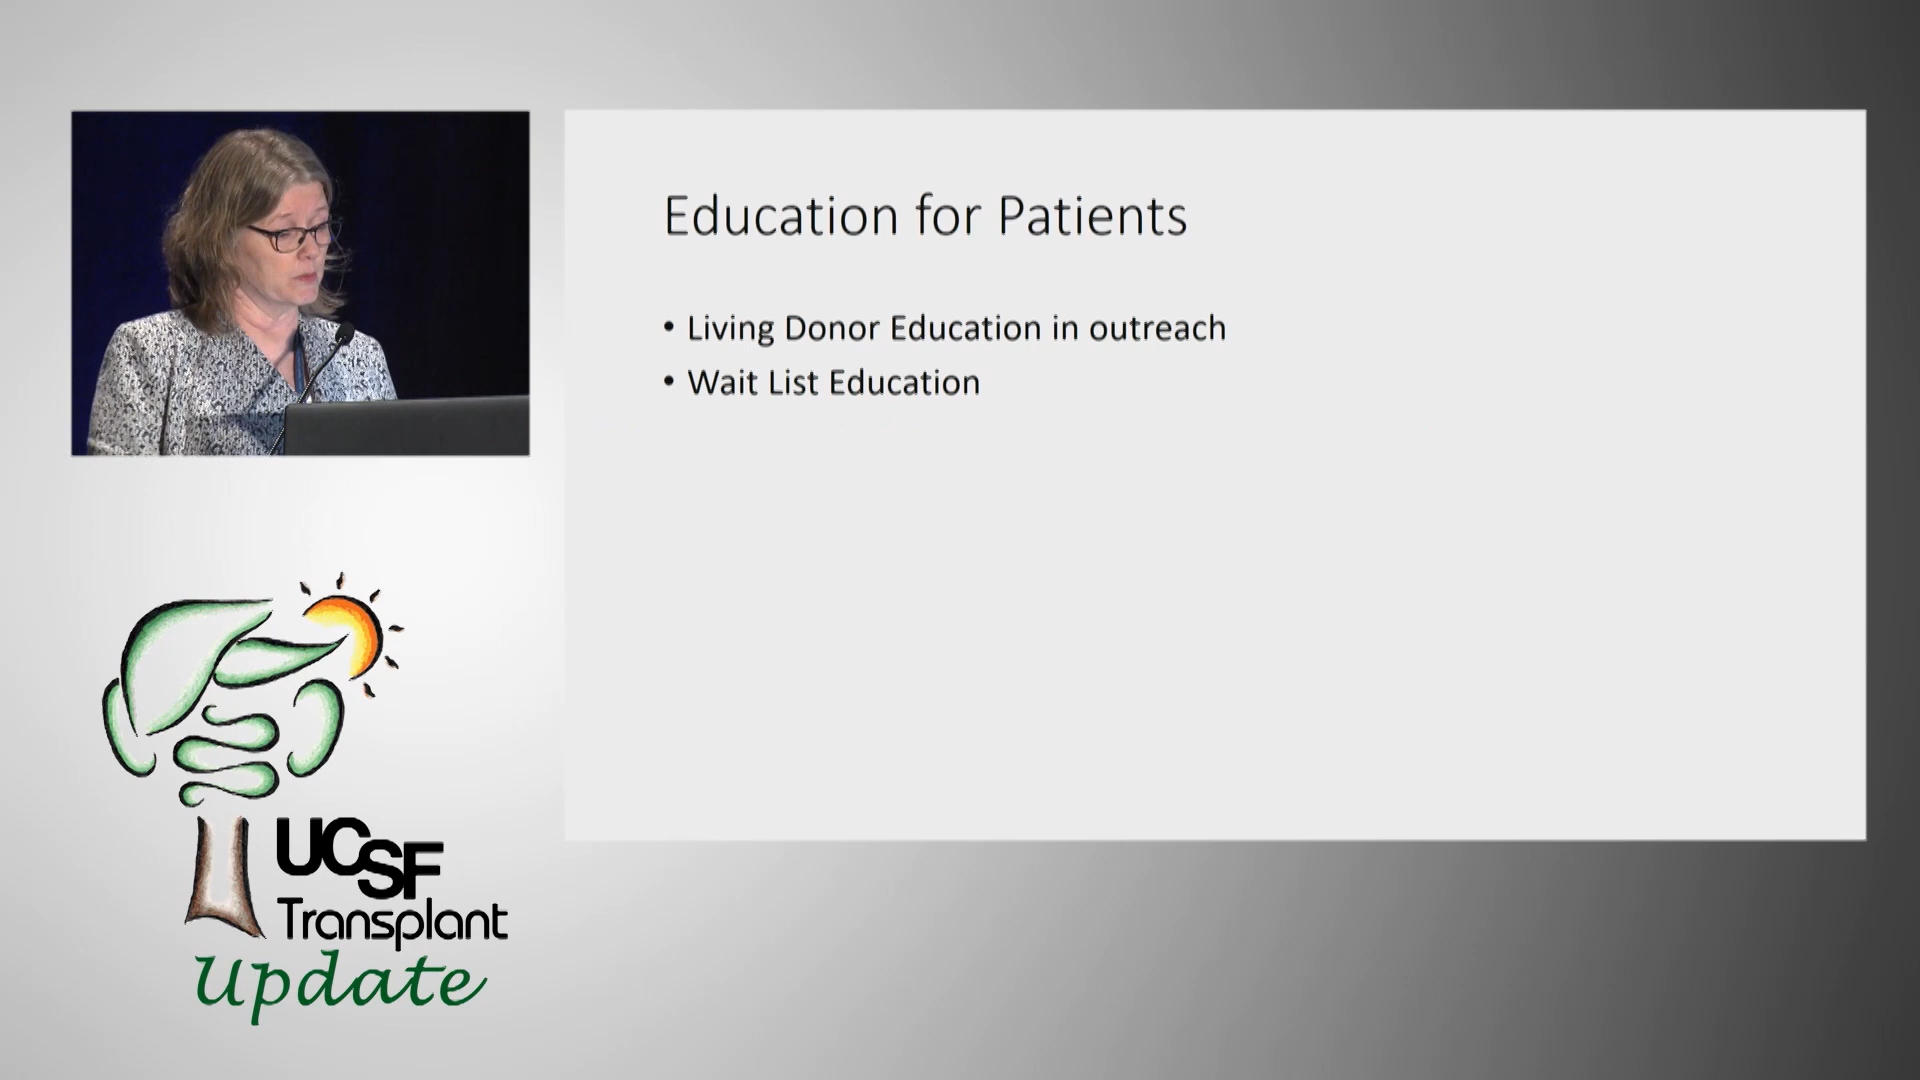 Education for Patients
• Living Donor Education in outreach
• Wait List Education
UCSF
Transplant
Update